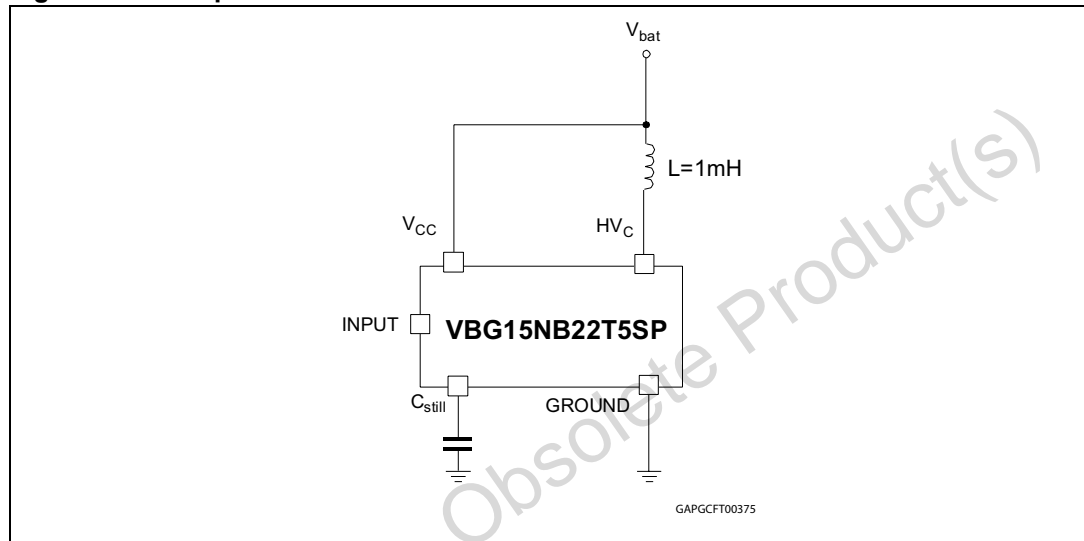 V_bat
L=1mH
V_CC
HV_C
INPUT
VBG15NB22T5SP
C_still
GROUND
GAPGCFT00375
Obsolete Product(s)